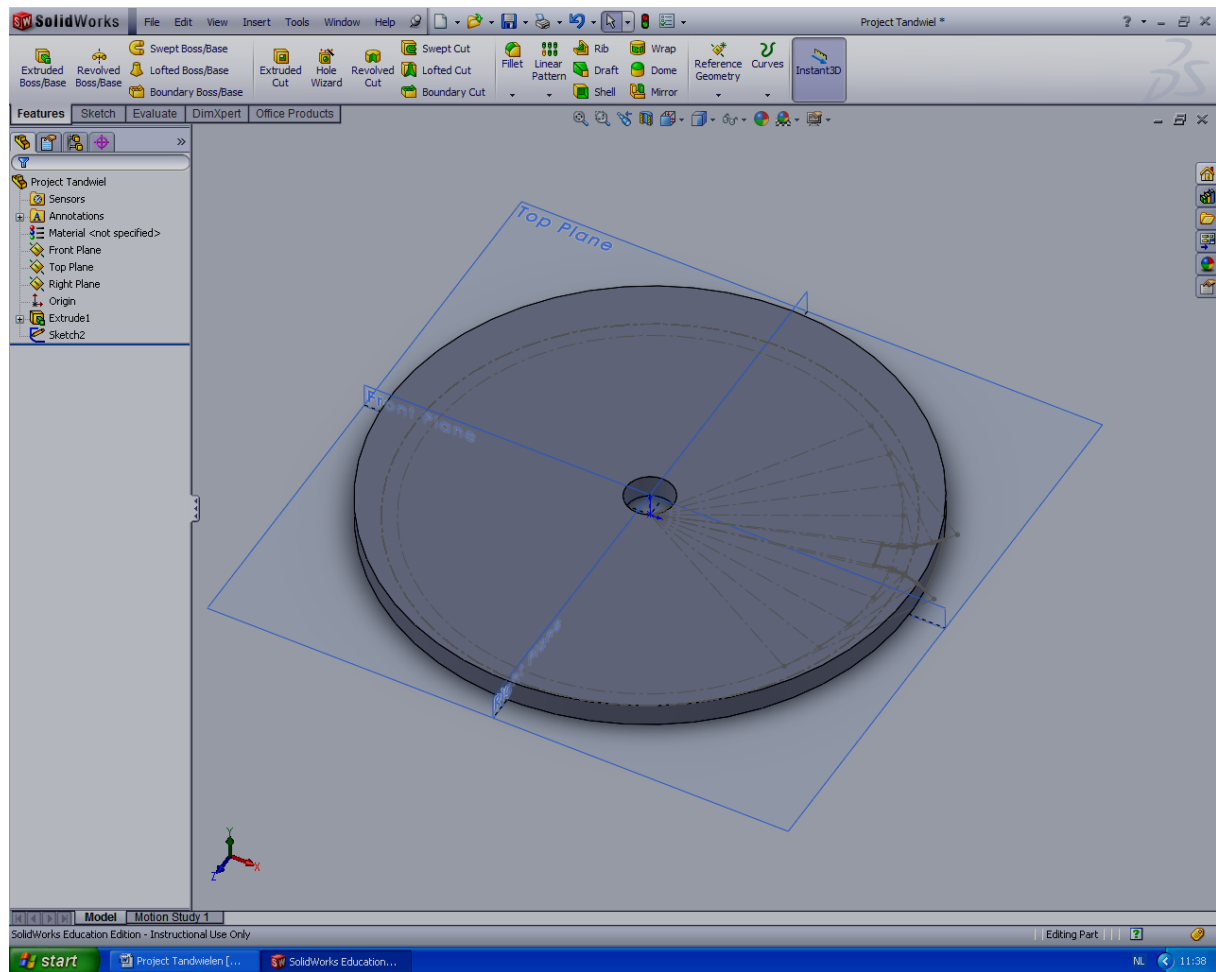 SolidWorks File Edit View Insert Tools Window Help Project Tandwiel * ?
Extruded Boss/Base Revolved Boss/Base Swept Boss/Base Lofted Boss/Base Boundary Boss/Base Extruded Cut Hole Wizard Revolved Cut Swept Cut Lofted Cut Boundary Cut Fillet Linear Pattern Rib Draft Shell Wrap Dome Mirror Reference Geometry Curves Instant3D
Features Sketch Evaluate DimXpert Office Products
Project Tandwiel
Sensors
A Annotations
Material <not specified>
Front Plane
Top Plane
Right Plane
Origin
Extrude1
Sketch2
Top Plane
Front Plane
Y
X
Z
Model Motion Study 1
SolidWorks Education Edition - Instructional Use Only Editing Part ?
start Project Tandwielen [... SolidWorks Education... NL 11:38